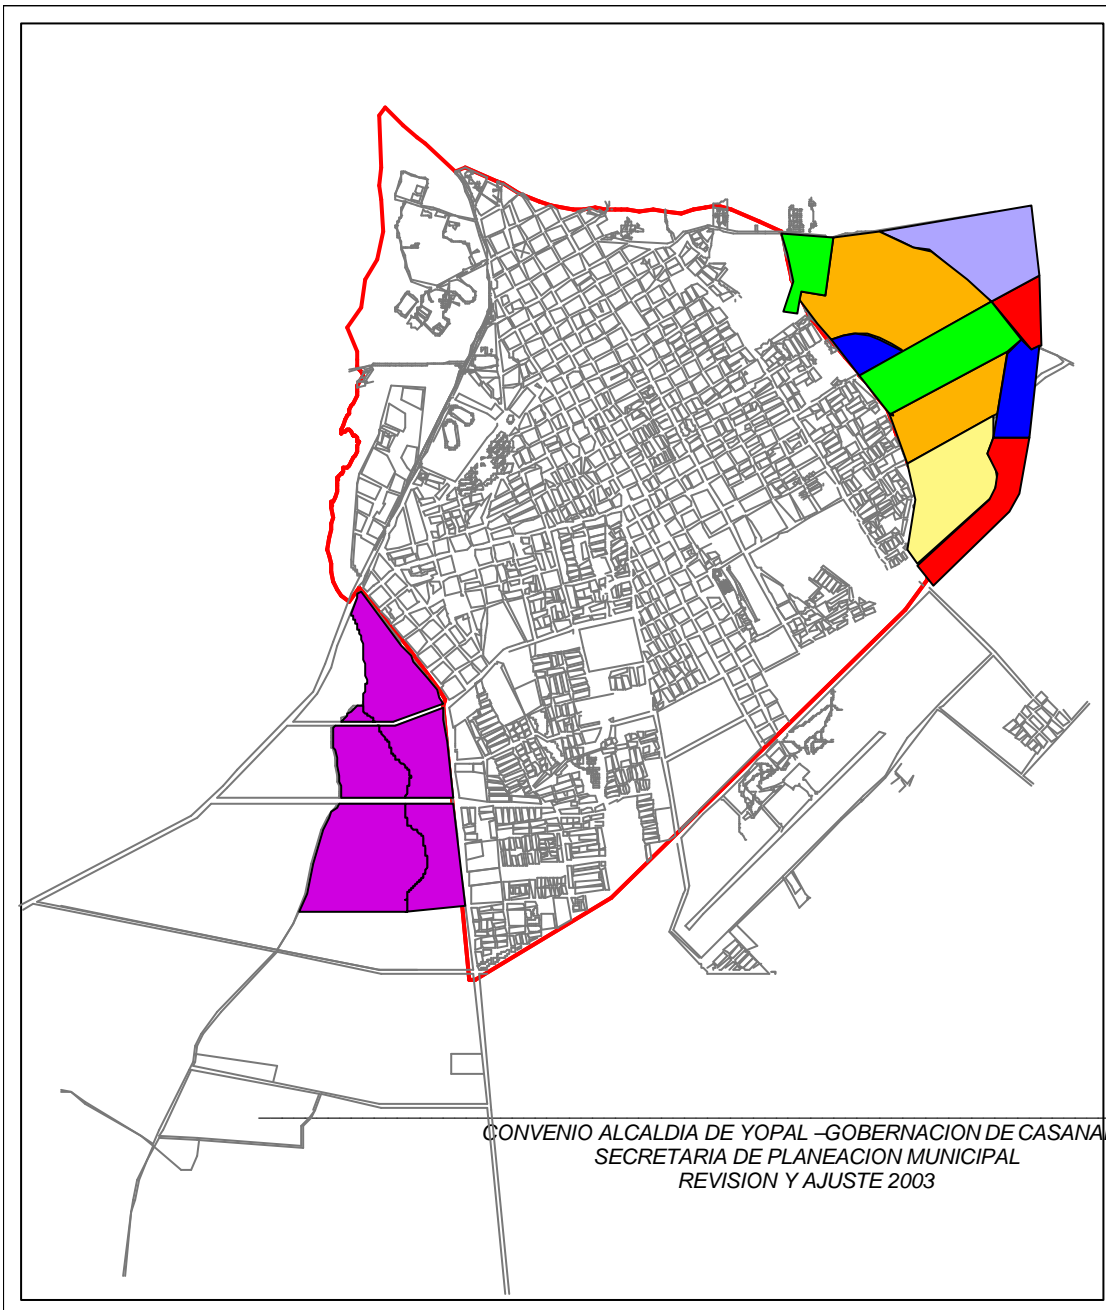 CONVENIO ALCALDIA DE YOPAL –GOBERNACION DE CASANA
SECRETARIA DE PLANEACION MUNICIPAL
REVISION Y AJUSTE 2003